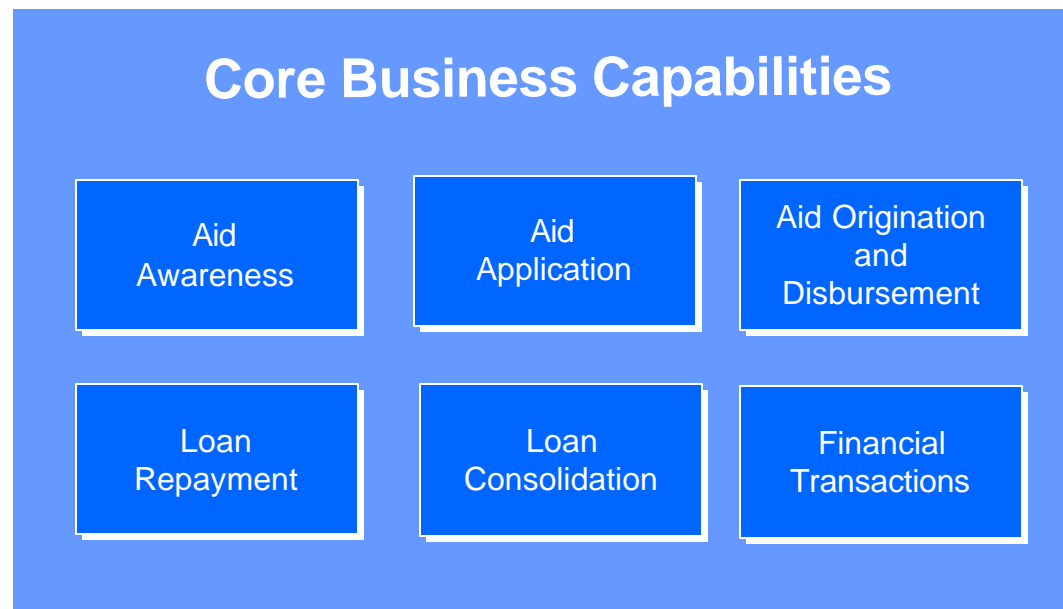 Core Business Capabilities
Aid
Awareness
Aid
Application
Aid Origination
and
Disbursement
Loan
Repayment
Loan
Consolidation
Financial
Transactions